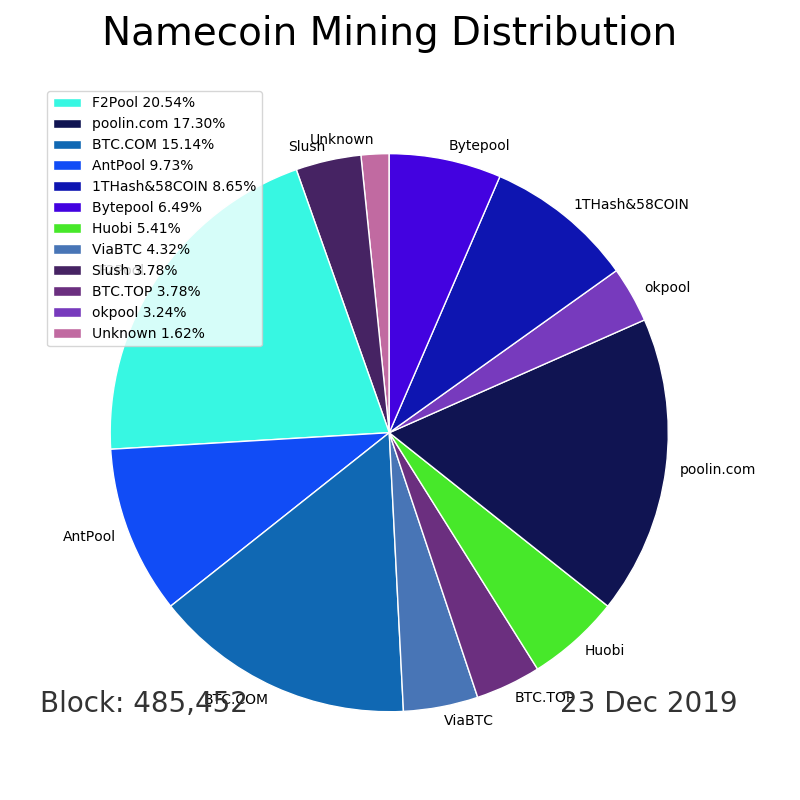 Namecoin Mining Distribution
F2Pool 20.54%
poolin.com 17.30%
BTC.COM 15.14%
AntPool 9.73%
1THash&58COIN 8.65%
Bytepool 6.49%
Huobi 5.41%
ViaBTC 4.32%
Slush 3.78%
BTC.TOP 3.78%
okpool 3.24%
Unknown 1.62%
Slush
Unknown
Bytepool
1THash&58COIN
okpool
poolin.com
Huobi
BTC.TOP
ViaBTC
BTC.COM
AntPool
Block: 485,452
23 Dec 2019